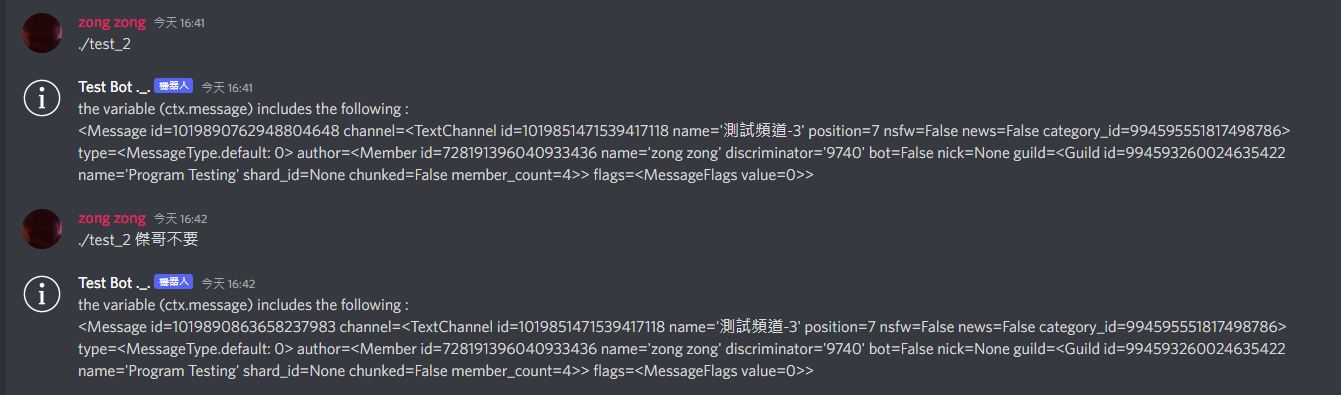 zong zong 今天 16:41
./test_2
Test Bot ._. 機器人 今天 16:41
the variable (ctx.message) includes the following :
<Message id=1019890762948804648 channel=<TextChannel id=1019851471539417118 name='測試頻道-3' position=7 nsfw=False news=False category_id=994595551817498786>
type=<MessageType.default: 0> author=<Member id=728191396040933436 name='zong zong' discriminator='9740' bot=False nick=None guild=<Guild id=994593260024635422
name='Program Testing' shard_id=None chunked=False member_count=4>> flags=<MessageFlags value=0>>
zong zong 今天 16:42
./test_2 傑哥不要
Test Bot ._. 機器人 今天 16:42
the variable (ctx.message) includes the following :
<Message id=1019890863658237983 channel=<TextChannel id=1019851471539417118 name='測試頻道-3' position=7 nsfw=False news=False category_id=994595551817498786>
type=<MessageType.default: 0> author=<Member id=728191396040933436 name='zong zong' discriminator='9740' bot=False nick=None guild=<Guild id=994593260024635422
name='Program Testing' shard_id=None chunked=False member_count=4>> flags=<MessageFlags value=0>>